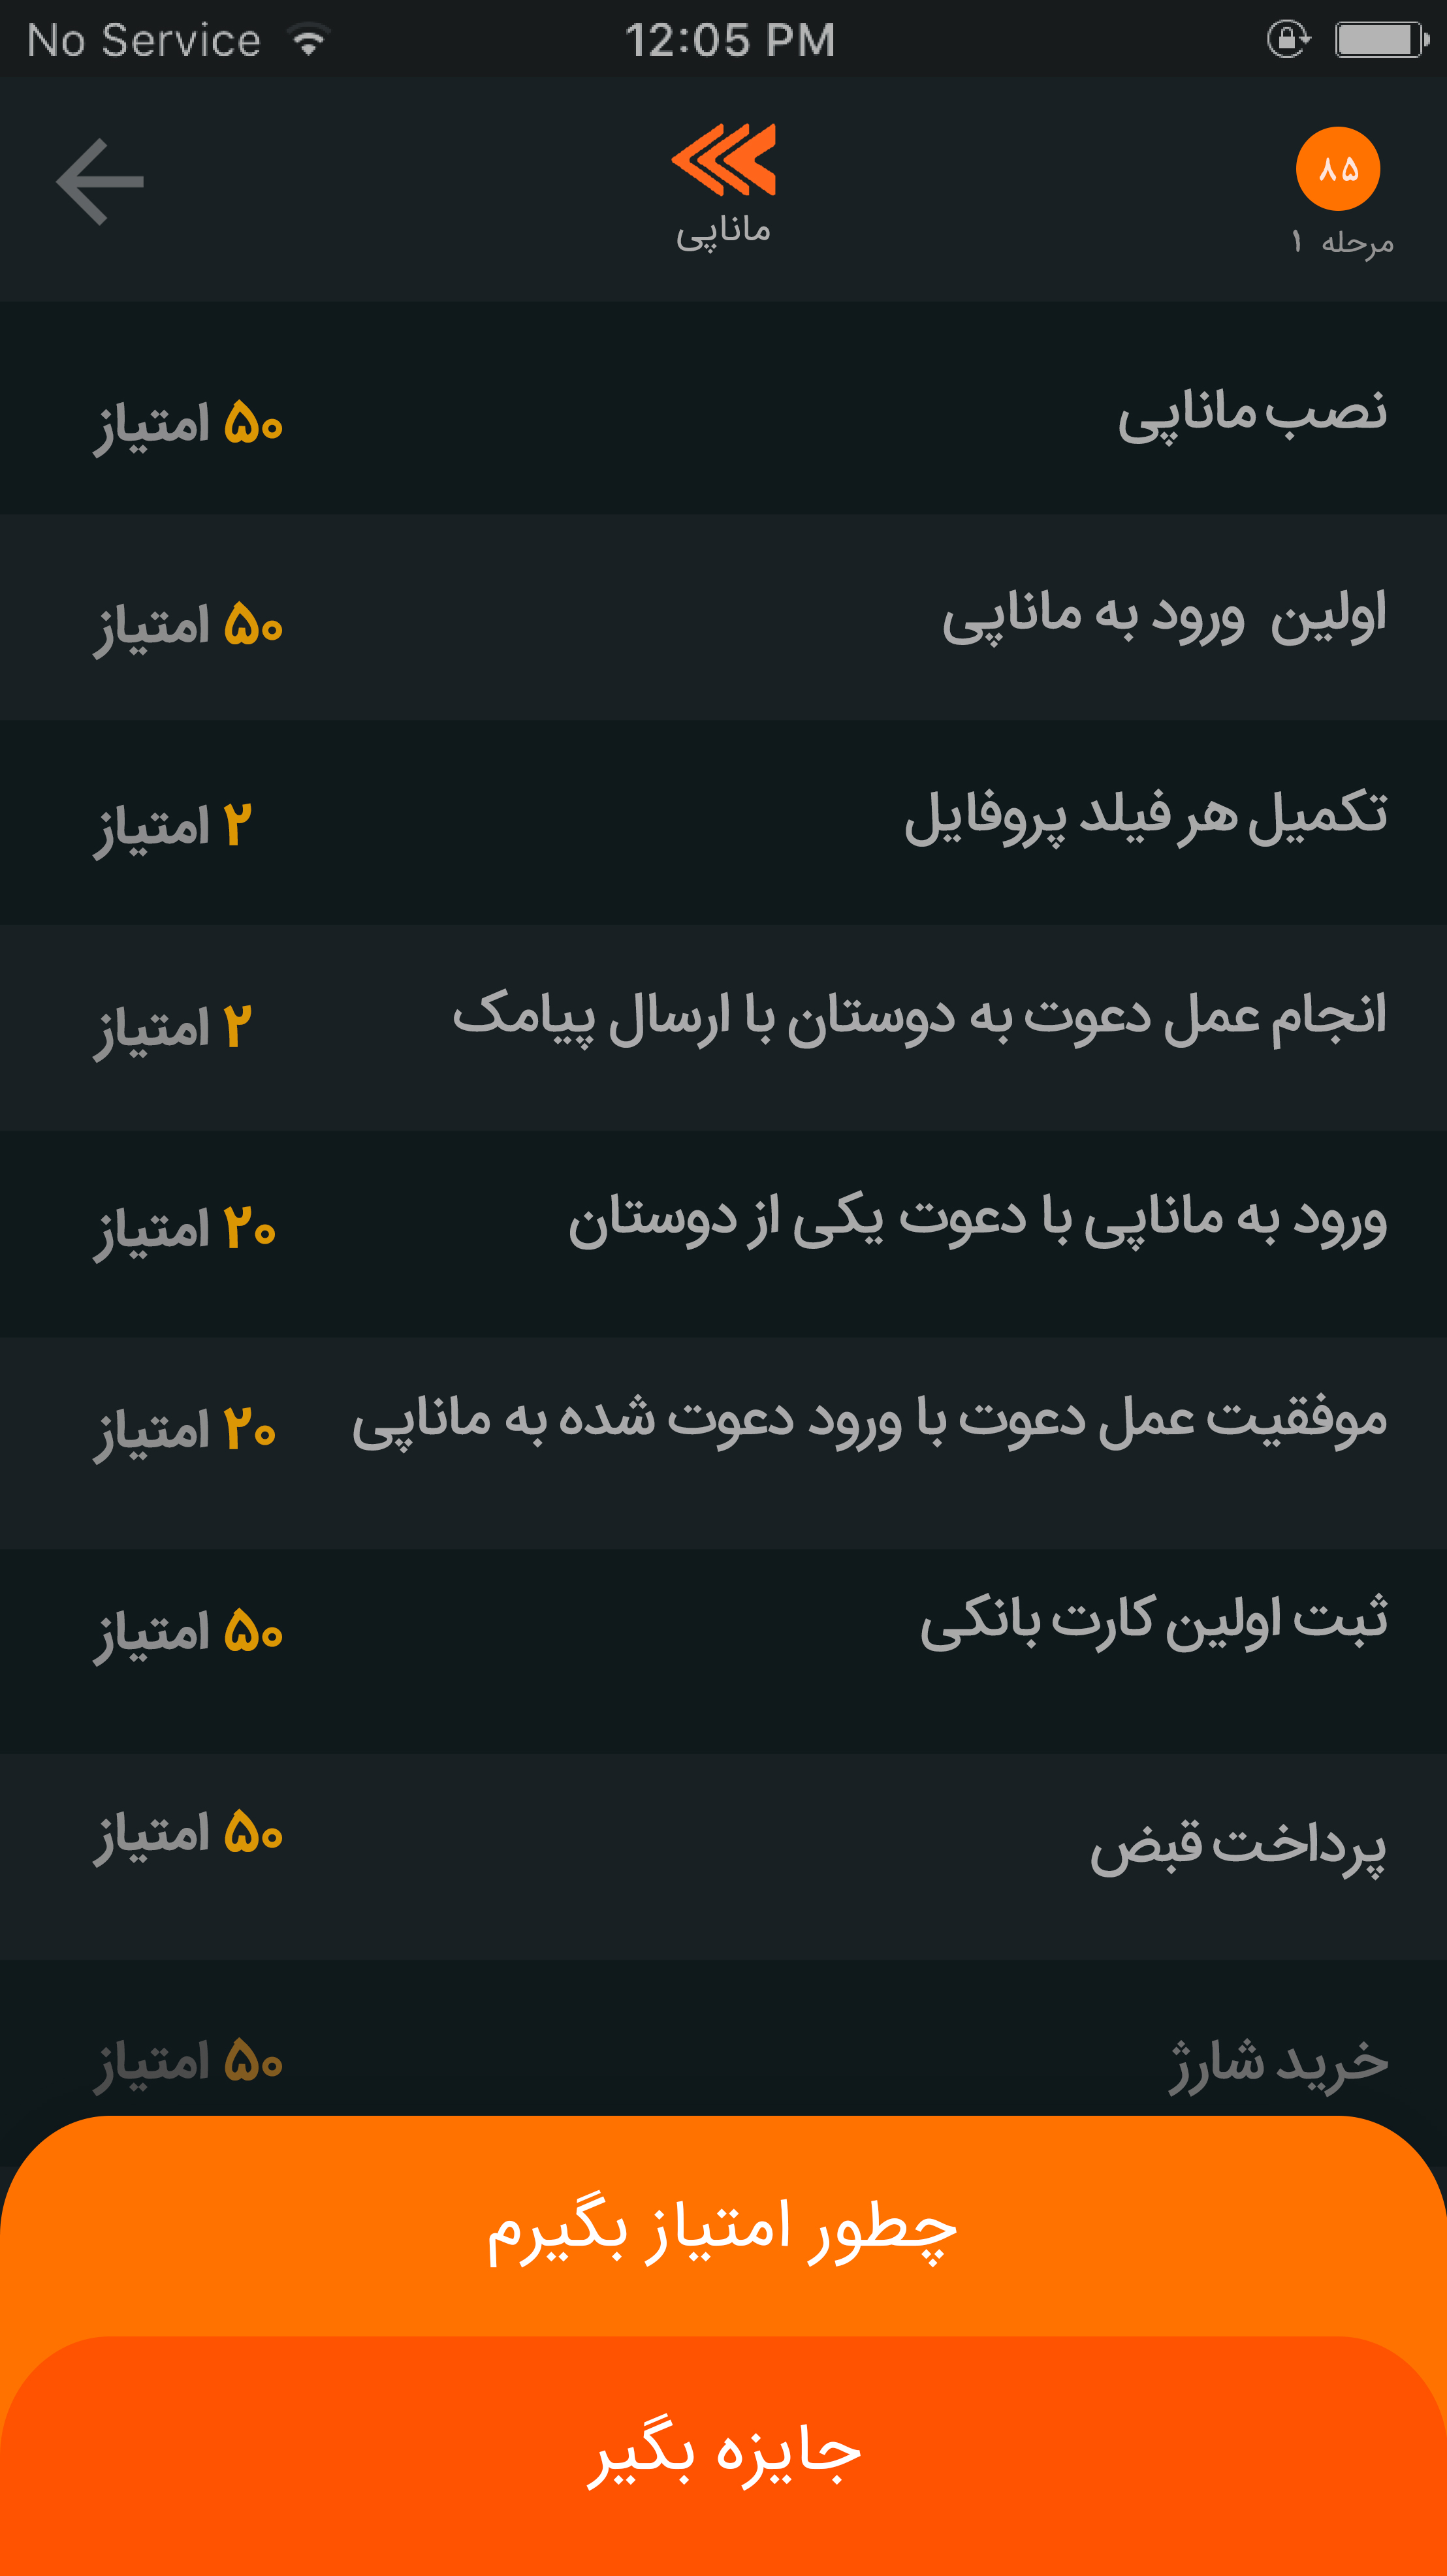 No Service 12:05 PM
۸۵
مرحله ۱
ماناپی
نصب ماناپی ۵۰ امتیاز
اولین ورود به ماناپی ۵۰ امتیاز
تکمیل هر فیلد پروفایل ۲ امتیاز
انجام عمل دعوت به دوستان با ارسال پیامک ۲ امتیاز
ورود به ماناپی با دعوت یکی از دوستان ۲۰ امتیاز
موفقیت عمل دعوت با ورود دعوت شده به ماناپی ۲۰ امتیاز
ثبت اولین کارت بانکی ۵۰ امتیاز
پرداخت قبض ۵۰ امتیاز
خرید شارژ ۵۰ امتیاز
چطور امتیاز بگیرم
جایزه بگیر